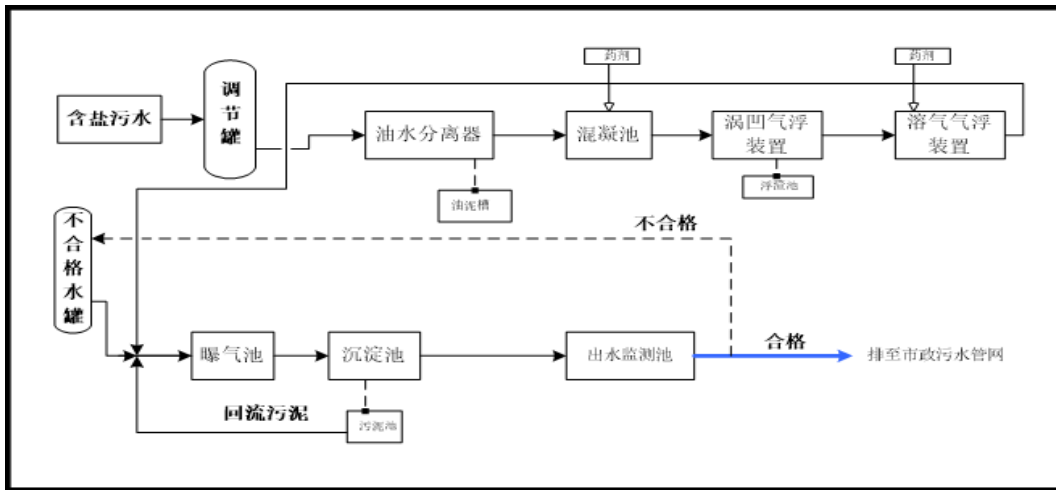 药剂
药剂
含盐污水
调节罐
油水分离器
混凝池
涡凹气浮
装置
溶气气浮
装置
油泥槽
浮渣池
不合格水罐
不合格
曝气池
沉淀池
出水监测池
合格
排至市政污水管网
回流污泥
污泥池